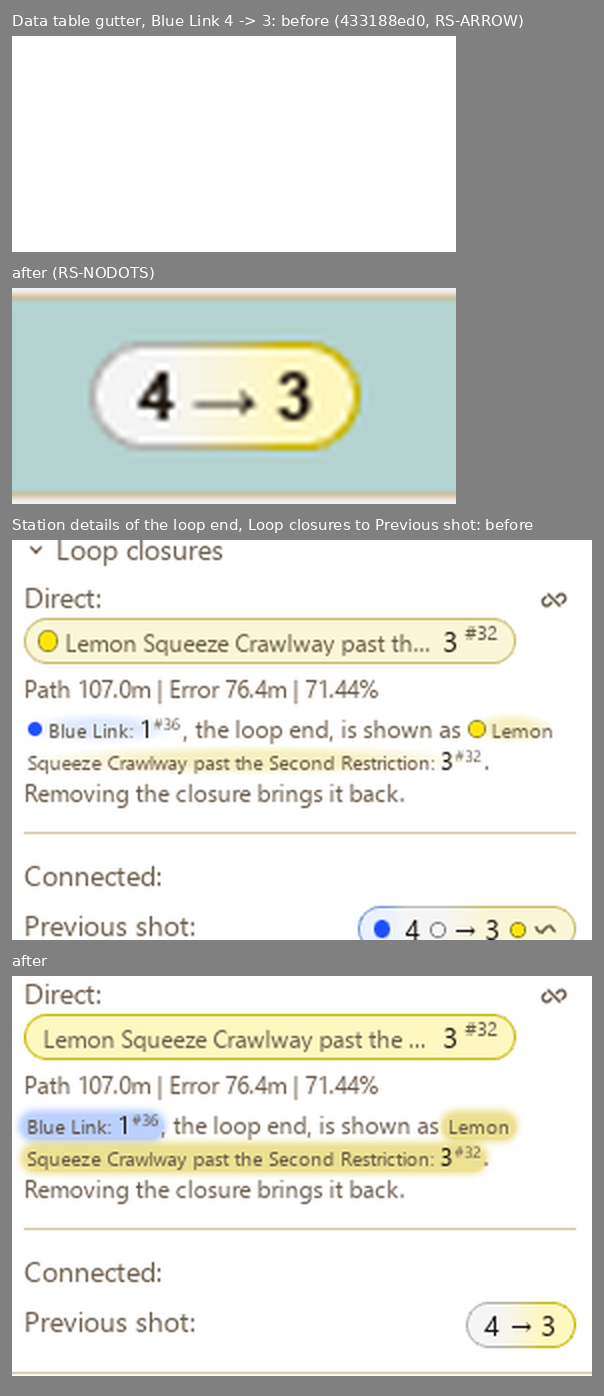 Data table gutter, Blue Link 4 -> 3: before (433188ed0, RS-ARROW)
after (RS-NODOTS)
4 → 3
Station details of the loop end, Loop closures to Previous shot: before
Loop closures
Direct:
Lemon Squeeze Crawlway past th... 3 #32
Path 107.0m | Error 76.4m | 71.44%
Blue Link: 1#36, the loop end, is shown as Lemon
Squeeze Crawlway past the Second Restriction: 3#32.
Removing the closure brings it back.
Connected:
Previous shot: 4 → 3
after
Direct:
Lemon Squeeze Crawlway past the ... 3 #32
Path 107.0m | Error 76.4m | 71.44%
Blue Link: 1#36, the loop end, is shown as Lemon
Squeeze Crawlway past the Second Restriction: 3#32.
Removing the closure brings it back.
Connected:
Previous shot: 4 → 3